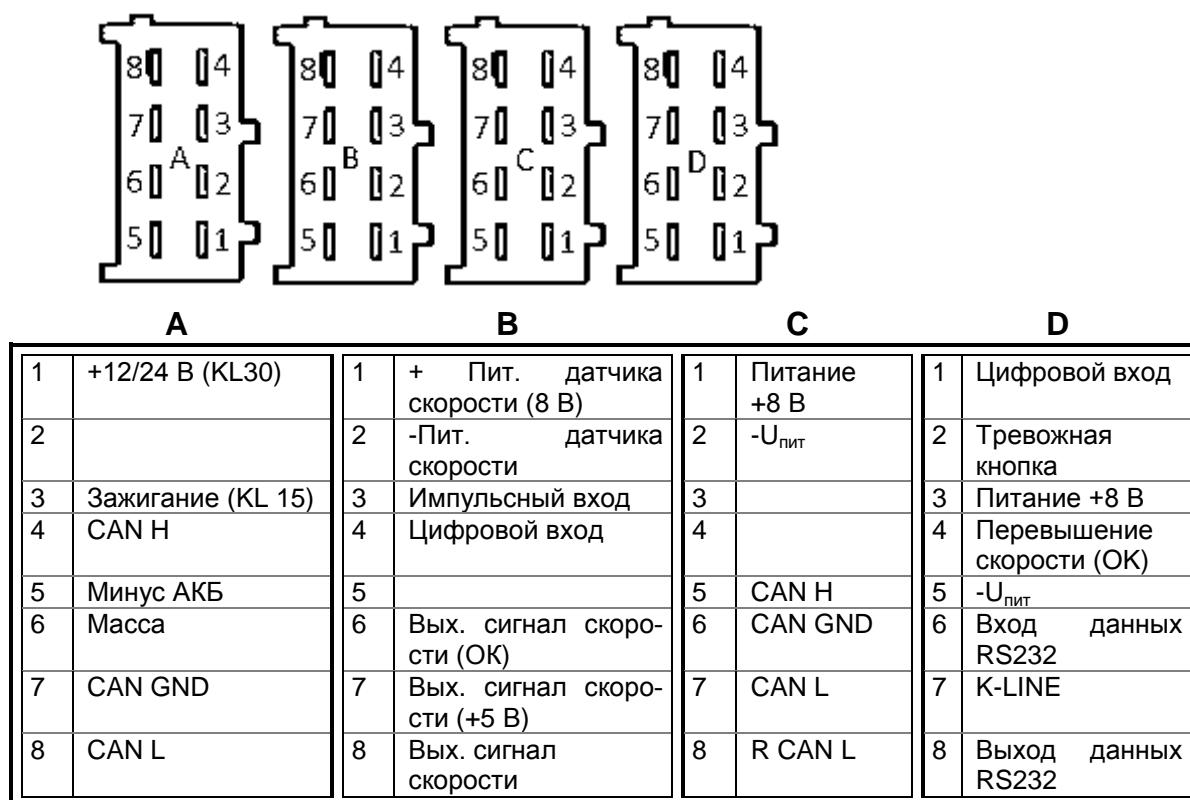 8 4 8 4 8 4 8 4
7 3 7 3 7 3 7 3
A B C D
6 2 6 2 6 2 6 2
5 1 5 1 5 1 5 1
A B C D
1 +12/24 В (KL30) 1 + Пит. датчика 1 Питание 1 Цифровой вход
скорости (8 В) +8 В
2 2 -Пит. датчика 2 -Uпит 2 Тревожная
скорости кнопка
3 Зажигание (KL 15) 3 Импульсный вход 3 3 Питание +8 В
4 CAN H 4 Цифровой вход 4 4 Перевышение
скорости (OK)
5 Минус АКБ 5 5 CAN H 5 -Uпит
6 Масса 6 Вых. сигнал скоро- 6 CAN GND 6 Вход данных
сти (ОК) RS232
7 CAN GND 7 Вых. сигнал скоро- 7 CAN L 7 K-LINE
сти (+5 В)
8 CAN L 8 Вых. сигнал 8 R CAN L 8 Выход данных
скорости RS232